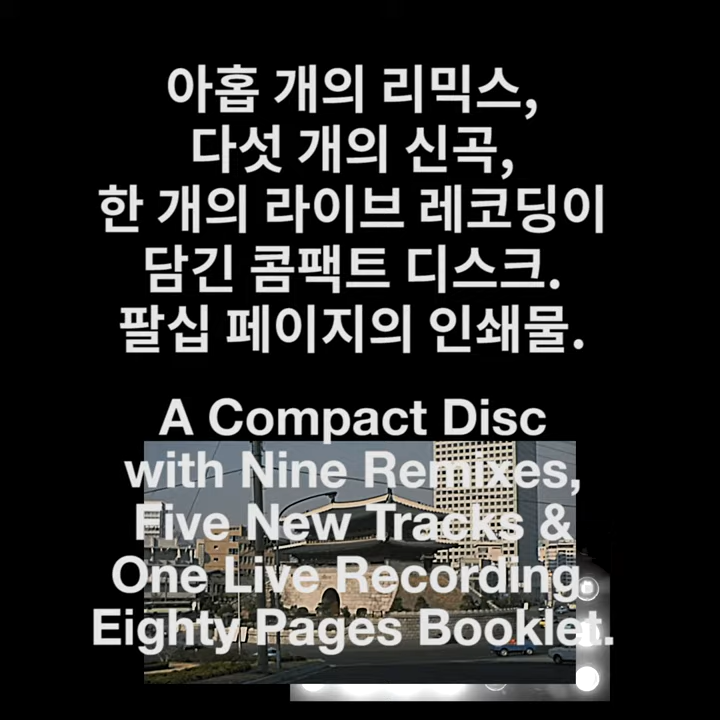 아홉 개의 리믹스,
다섯 개의 신곡,
한 개의 라이브 레코딩이
담긴 콤팩트 디스크.
팔십 페이지의 인쇄물.
A Compact Disc
with Nine Remixes,
Five New Tracks &
One Live Recording.
Eighty Pages Booklet.